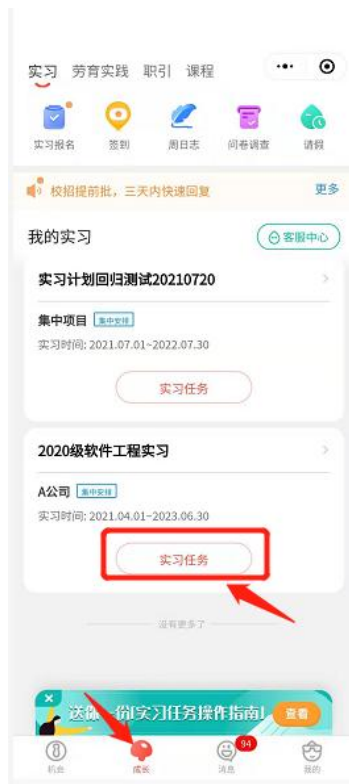 实习 劳育实践 职引 课程
实习报名 签到 周日志 问卷调查 请假
校招提前批，三天内快速回复 更多
我的实习 客服中心
实习计划回归测试20210720
集中项目 集中安排
实习时间: 2021.07.01~2022.07.30
实习任务
2020级软件工程实习
A公司 集中安排
实习时间: 2021.04.01~2023.06.30
实习任务
没有更多了
送你一份「实习任务操作指南」 查看
94
机会 成长 消息 我的